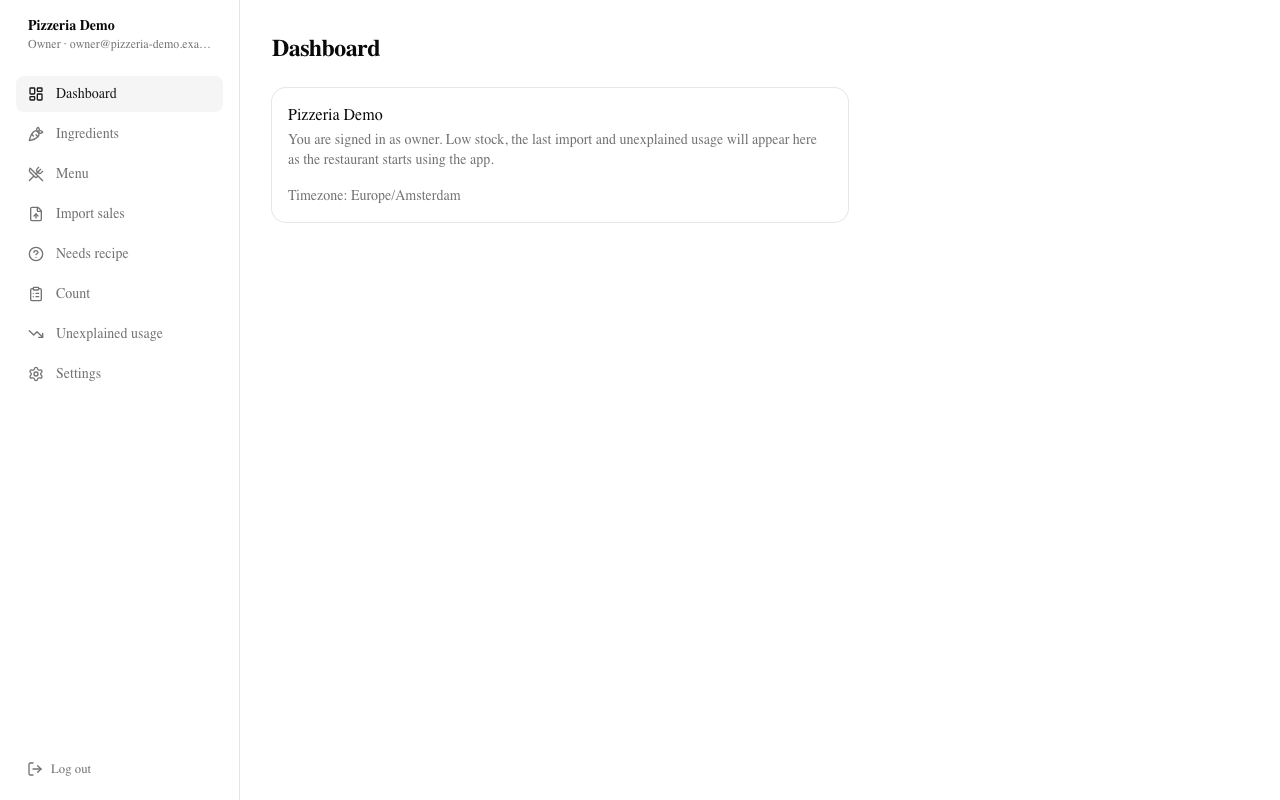 Pizzeria Demo
Owner · owner@pizzeria-demo.exa…
Dashboard
Ingredients
Menu
Import sales
Needs recipe
Count
Unexplained usage
Settings
Log out
Dashboard
Pizzeria Demo
You are signed in as owner. Low stock, the last import and unexplained usage will appear here
as the restaurant starts using the app.
Timezone: Europe/Amsterdam